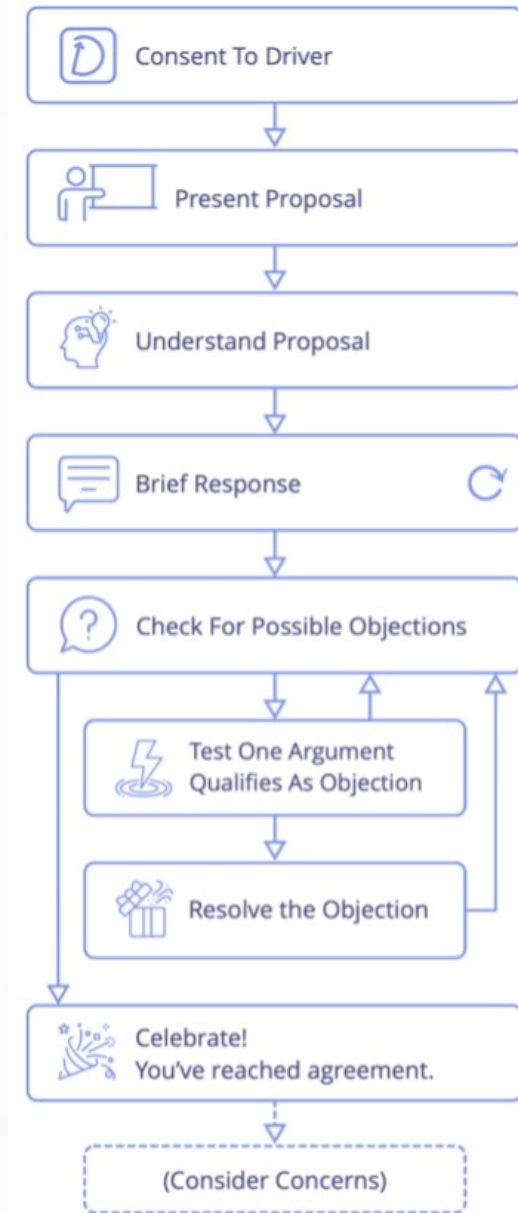 Consent To Driver
Present Proposal
Understand Proposal
Brief Response
Check For Possible Objections
Test One Argument
Qualifies As Objection
Resolve the Objection
Celebrate!
You've reached agreement.
(Consider Concerns)